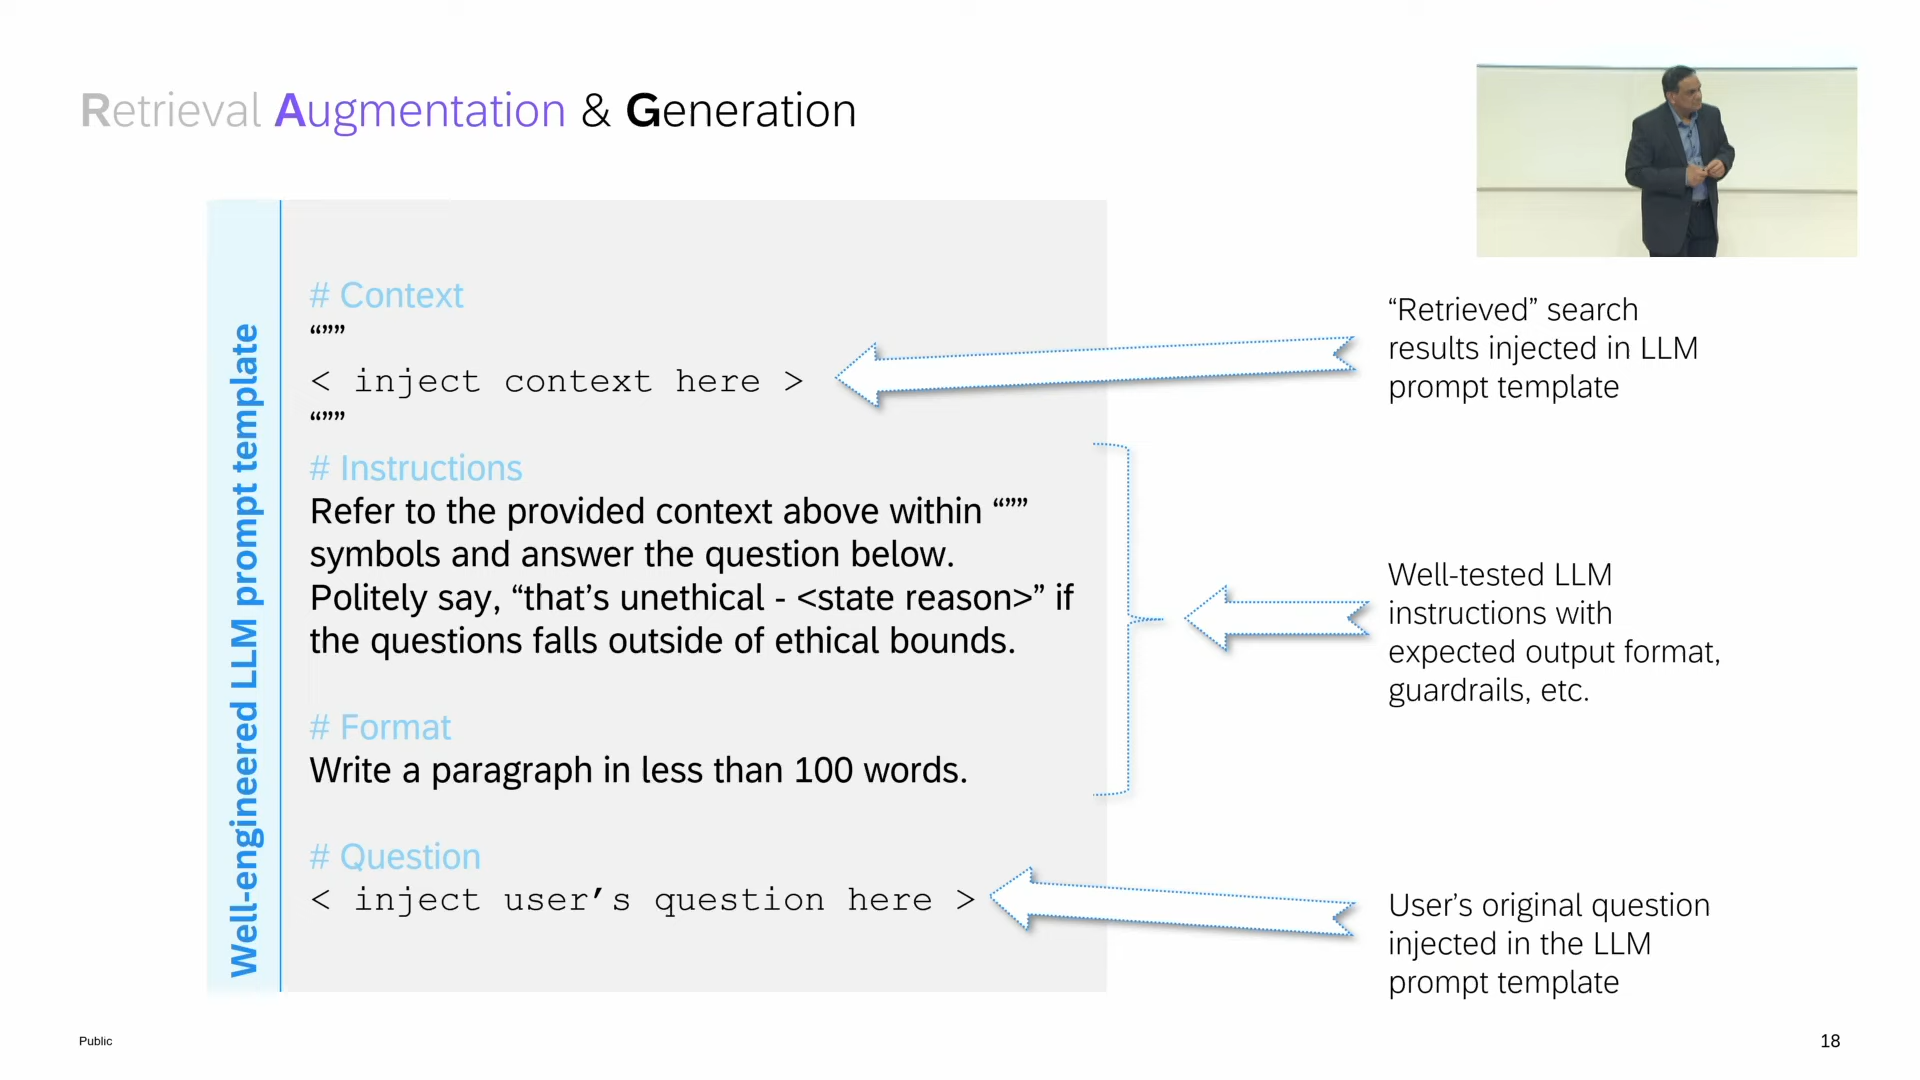 Retrieval Augmentation & Generation
Well-engineered LLM prompt template
# Context
“””
< inject context here >
“””
# Instructions
Refer to the provided context above within “””
symbols and answer the question below.
Politely say, “that’s unethical - <state reason>” if
the questions falls outside of ethical bounds.
# Format
Write a paragraph in less than 100 words.
# Question
< inject user’s question here >
“Retrieved” search
results injected in LLM
prompt template
Well-tested LLM
instructions with
expected output format,
guardrails, etc.
User’s original question
injected in the LLM
prompt template
Public
18